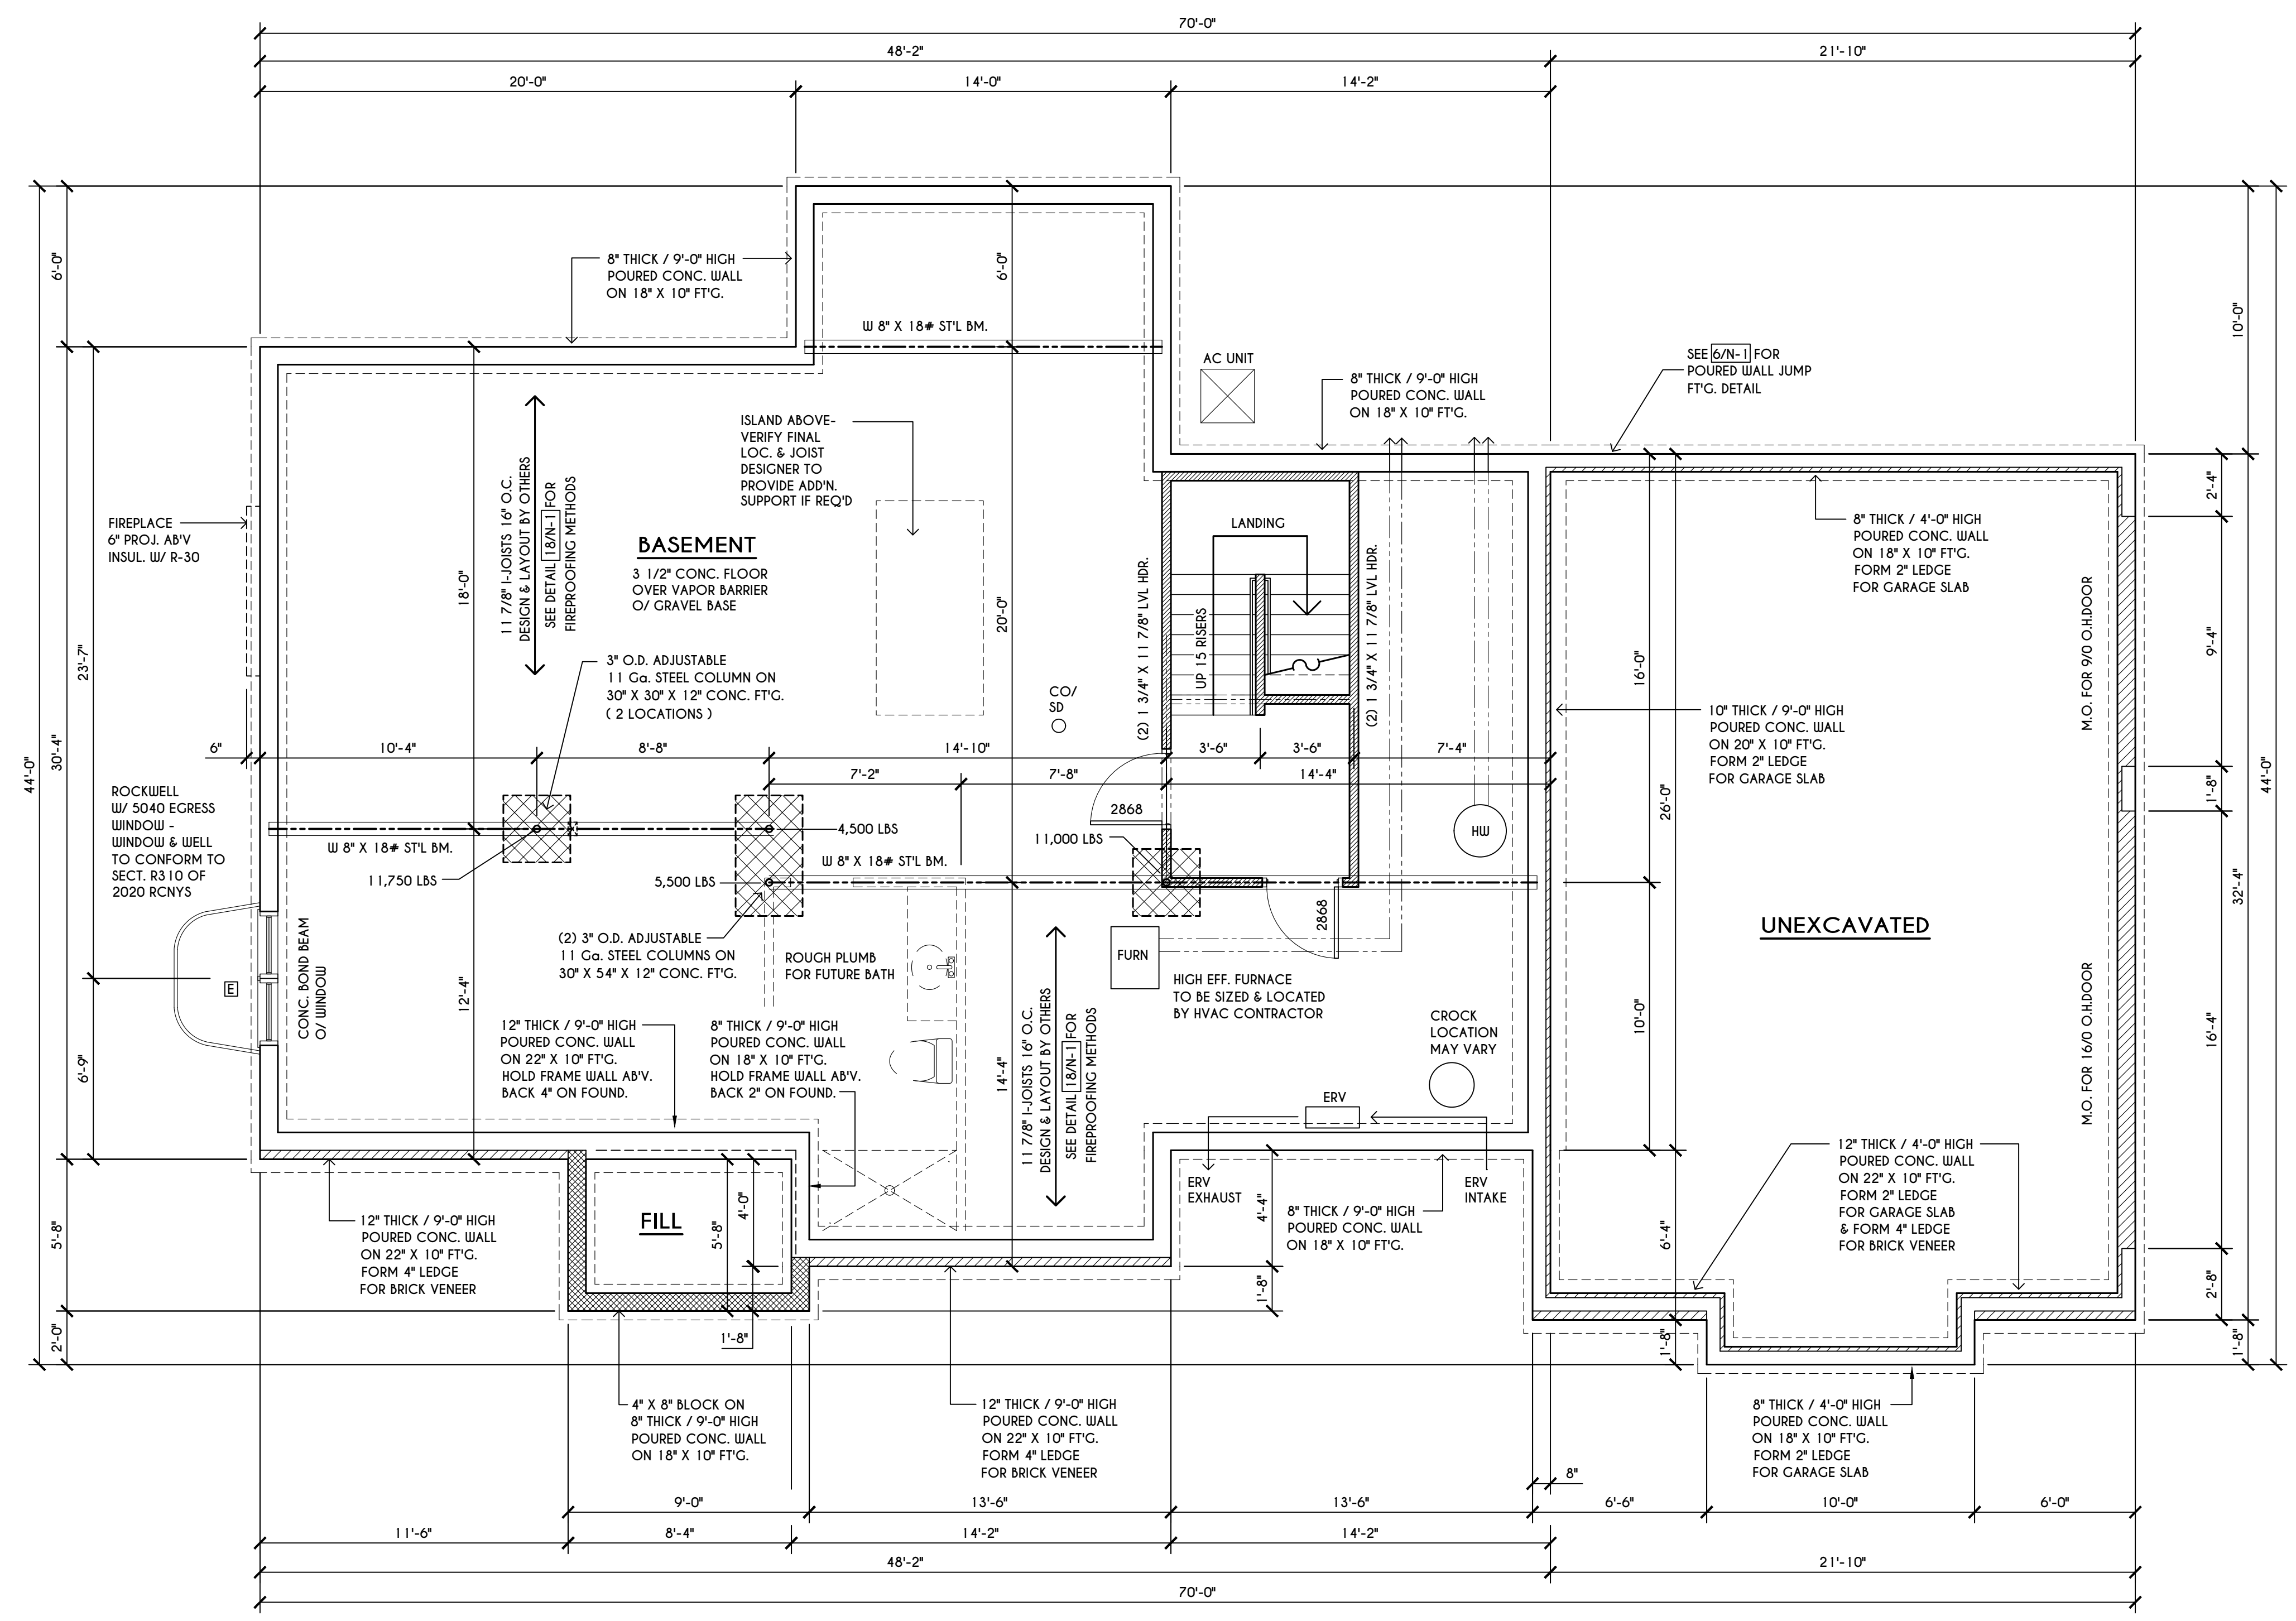 70'-0"
48'-2"
21'-10"
20'-0"
14'-0"
14'-2"
6'-0"
8" THICK / 9'-0" HIGH
POURED CONC. WALL
ON 18" X 10" FT'G.
6'-0"
W 8" X 18# ST'L BM.
10'-0"
AC UNIT
8" THICK / 9'-0" HIGH
POURED CONC. WALL
ON 18" X 10" FT'G.
SEE 6/N-1 FOR
POURED WALL JUMP
FT'G. DETAIL
ISLAND ABOVE-
VERIFY FINAL
LOC. & JOIST
DESIGNER TO
PROVIDE ADD'N.
SUPPORT IF REQ'D
11 7/8" I-JOISTS 16" O.C.
DESIGN & LAYOUT BY OTHERS
SEE DETAIL 18/N-1 FOR
FIREPROOFING METHODS
FIREPLACE
6" PROJ. AB'V
INSUL. W/ R-30
BASEMENT
3 1/2" CONC. FLOOR
OVER VAPOR BARRIER
O/ GRAVEL BASE
18'-0"
20'-0"
LANDING
UP 15 RISERS
(2) 1 3/4" X 11 7/8" LVL HDR.
(2) 1 3/4" X 11 7/8" LVL HDR.
8" THICK / 4'-0" HIGH
POURED CONC. WALL
ON 18" X 10" FT'G.
FORM 2" LEDGE
FOR GARAGE SLAB
2'-4"
9'-4"
M.O. FOR 9/0 O.H.DOOR
16'-0"
26'-0"
23'-7"
30'-4"
44'-0"
3" O.D. ADJUSTABLE
11 Ga. STEEL COLUMN ON
30" X 30" X 12" CONC. FT'G.
( 2 LOCATIONS )
CO/
SD
10" THICK / 9'-0" HIGH
POURED CONC. WALL
ON 20" X 10" FT'G.
FORM 2" LEDGE
FOR GARAGE SLAB
6"
10'-4"
8'-8"
14'-10"
3'-6"
3'-6"
7'-4"
7'-2"
7'-8"
14'-4"
1'-8"
44'-0"
32'-4"
ROCKWELL
W/ 5040 EGRESS
WINDOW -
WINDOW & WELL
TO CONFORM TO
SECT. R310 OF
2020 RCNYS
2868
4,500 LBS
11,000 LBS
HW
W 8" X 18# ST'L BM.
W 8" X 18# ST'L BM.
11,750 LBS
5,500 LBS
2868
UNEXCAVATED
CONC. BOND BEAM
O/ WINDOW
E
12'-4"
(2) 3" O.D. ADJUSTABLE
11 Ga. STEEL COLUMNS ON
30" X 54" X 12" CONC. FT'G.
ROUGH PLUMB
FOR FUTURE BATH
FURN
HIGH EFF. FURNACE
TO BE SIZED & LOCATED
BY HVAC CONTRACTOR
CROCK
LOCATION
MAY VARY
10'-0"
M.O. FOR 16/0 O.H.DOOR
16'-4"
6'-9"
12" THICK / 9'-0" HIGH
POURED CONC. WALL
ON 22" X 10" FT'G.
HOLD FRAME WALL AB'V.
BACK 4" ON FOUND.
8" THICK / 9'-0" HIGH
POURED CONC. WALL
ON 18" X 10" FT'G.
HOLD FRAME WALL AB'V.
BACK 2" ON FOUND.
14'-4"
11 7/8" I-JOISTS 16" O.C.
DESIGN & LAYOUT BY OTHERS
SEE DETAIL 18/N-1 FOR
FIREPROOFING METHODS
ERV
ERV
EXHAUST
ERV
INTAKE
12" THICK / 4'-0" HIGH
POURED CONC. WALL
ON 22" X 10" FT'G.
FORM 2" LEDGE
FOR GARAGE SLAB
& FORM 4" LEDGE
FOR BRICK VENEER
5'-8"
12" THICK / 9'-0" HIGH
POURED CONC. WALL
ON 22" X 10" FT'G.
FORM 4" LEDGE
FOR BRICK VENEER
FILL
5'-8"
4'-0"
4'-4"
8" THICK / 9'-0" HIGH
POURED CONC. WALL
ON 18" X 10" FT'G.
6'-4"
2'-8"
2'-0"
1'-8"
1'-8"
1'-8"
1'-8"
4" X 8" BLOCK ON
8" THICK / 9'-0" HIGH
POURED CONC. WALL
ON 18" X 10" FT'G.
12" THICK / 9'-0" HIGH
POURED CONC. WALL
ON 22" X 10" FT'G.
FORM 4" LEDGE
FOR BRICK VENEER
8" THICK / 4'-0" HIGH
POURED CONC. WALL
ON 18" X 10" FT'G.
FORM 2" LEDGE
FOR GARAGE SLAB
8"
9'-0"
13'-6"
13'-6"
6'-6"
10'-0"
6'-0"
11'-6"
8'-4"
14'-2"
14'-2"
48'-2"
21'-10"
70'-0"